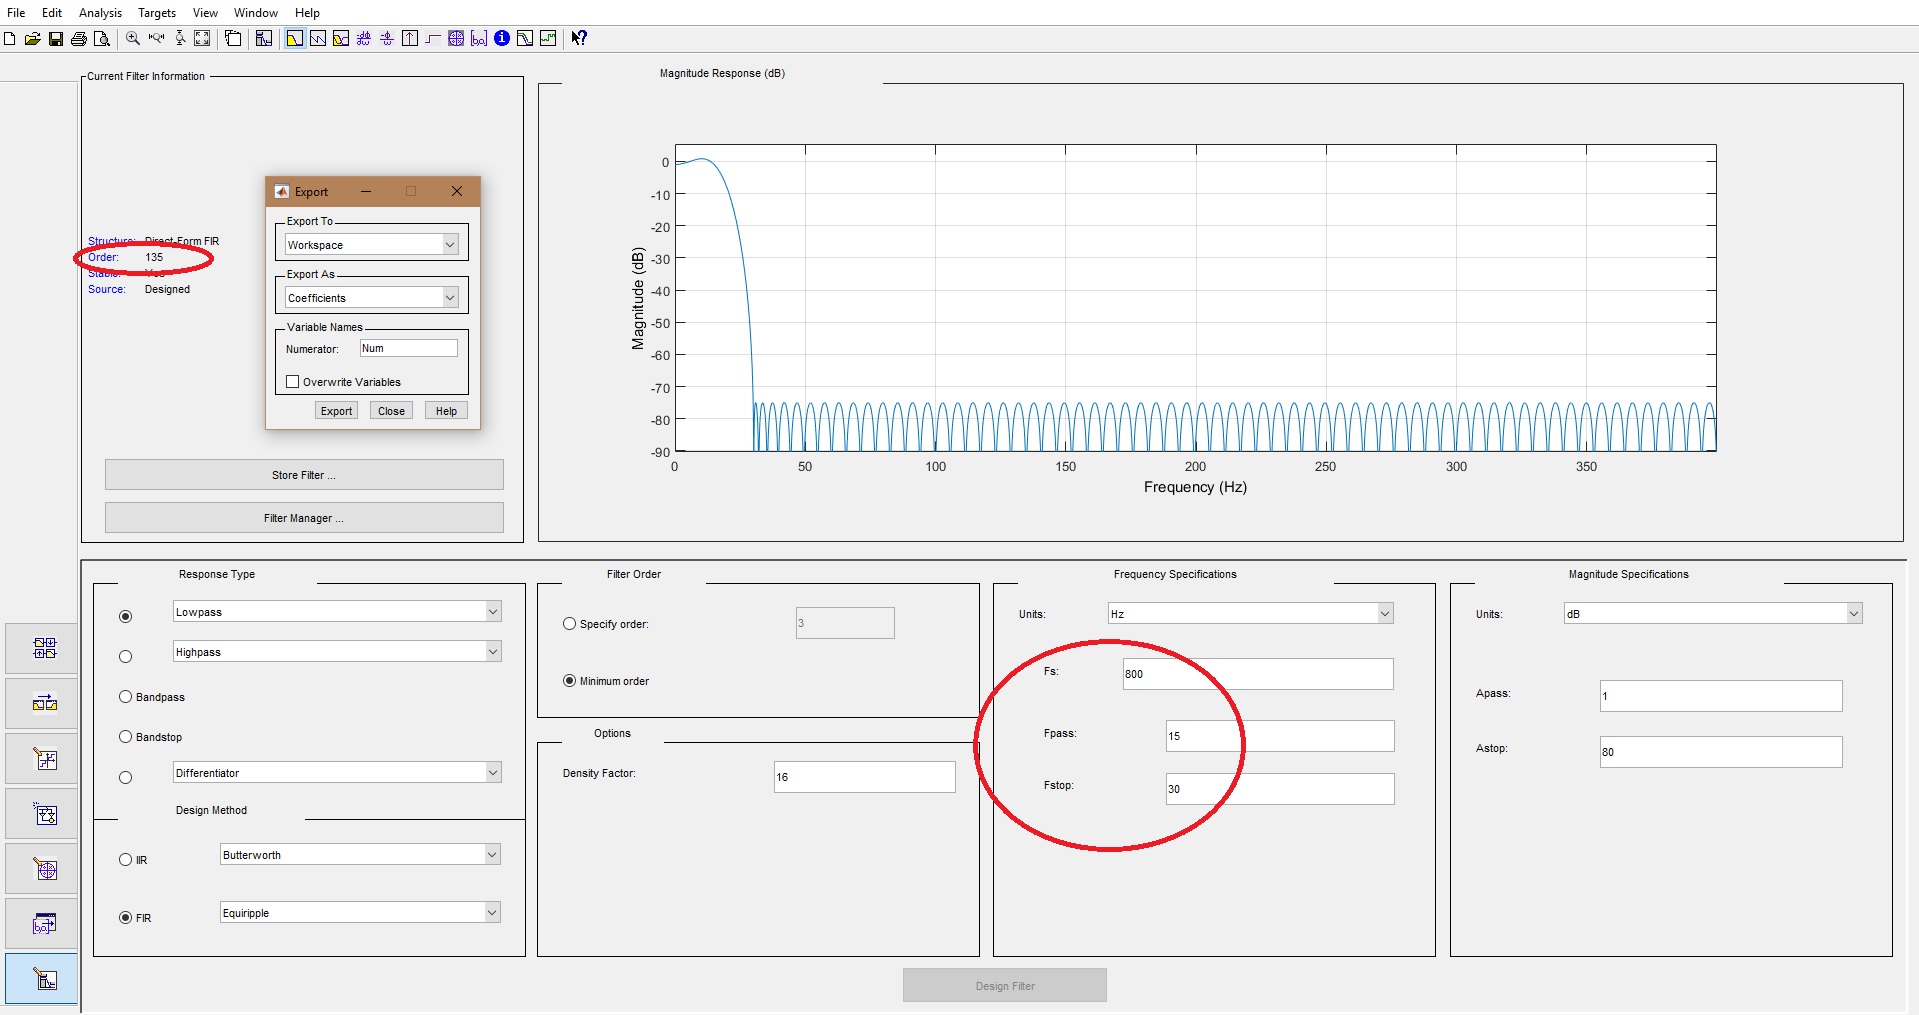 File Edit Analysis Targets View Window Help
Current Filter Information
Structure: Direct-Form FIR
Order: 135
Stable: Yes
Source: Designed
Export
Export To
Workspace
Export As
Coefficients
Variable Names
Numerator: Num
Overwrite Variables
Export Close Help
Store Filter ...
Filter Manager ...
Magnitude Response (dB)
Magnitude (dB)
0
-10
-20
-30
-40
-50
-60
-70
-80
-90
0 50 100 150 200 250 300 350
Frequency (Hz)
Response Type
Lowpass
Highpass
Bandpass
Bandstop
Differentiator
Design Method
IIR Butterworth
FIR Equiripple
Filter Order
Specify order: 3
Minimum order
Options
Density Factor: 16
Frequency Specifications
Units: Hz
Fs: 800
Fpass: 15
Fstop: 30
Magnitude Specifications
Units: dB
Apass: 1
Astop: 80
Design Filter